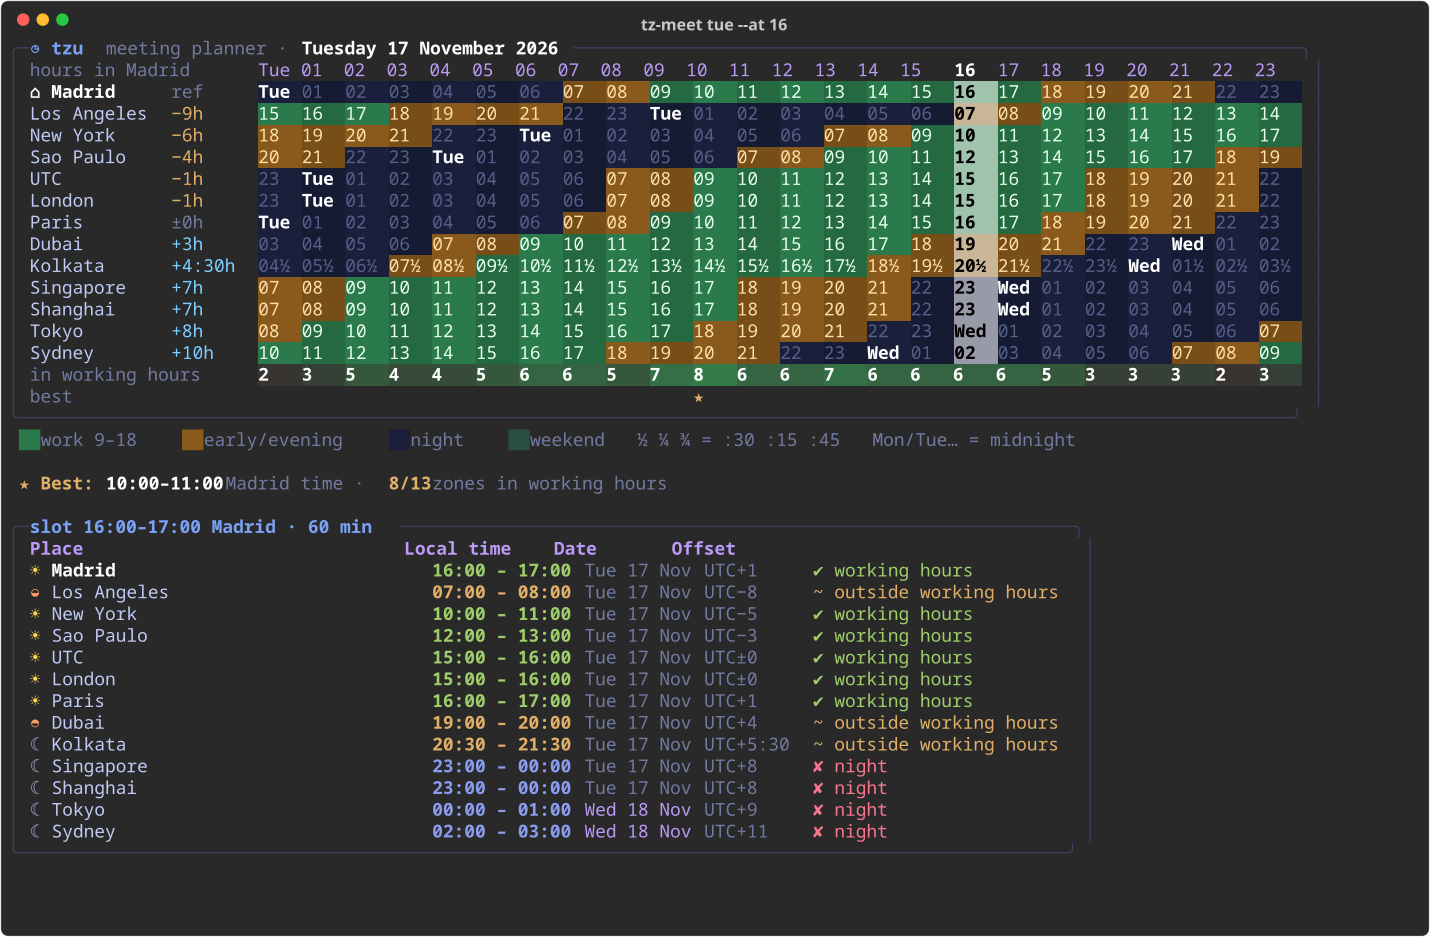 tz-meet tue --at 16
◔ tzu  meeting planner · Tuesday 17 November 2026
hours in Madrid Tue 01 02 03 04 05 06 07 08 09 10 11 12 13 14 15 16 17 18 19 20 21 22 23
⌂ Madrid ref Tue 01 02 03 04 05 06 07 08 09 10 11 12 13 14 15 16 17 18 19 20 21 22 23
Los Angeles −9h 15 16 17 18 19 20 21 22 23 Tue 01 02 03 04 05 06 07 08 09 10 11 12 13 14
New York −6h 18 19 20 21 22 23 Tue 01 02 03 04 05 06 07 08 09 10 11 12 13 14 15 16 17
Sao Paulo −4h 20 21 22 23 Tue 01 02 03 04 05 06 07 08 09 10 11 12 13 14 15 16 17 18 19
UTC −1h 23 Tue 01 02 03 04 05 06 07 08 09 10 11 12 13 14 15 16 17 18 19 20 21 22
London −1h 23 Tue 01 02 03 04 05 06 07 08 09 10 11 12 13 14 15 16 17 18 19 20 21 22
Paris ±0h Tue 01 02 03 04 05 06 07 08 09 10 11 12 13 14 15 16 17 18 19 20 21 22 23
Dubai +3h 03 04 05 06 07 08 09 10 11 12 13 14 15 16 17 18 19 20 21 22 23 Wed 01 02
Kolkata +4:30h 04½ 05½ 06½ 07½ 08½ 09½ 10½ 11½ 12½ 13½ 14½ 15½ 16½ 17½ 18½ 19½ 20½ 21½ 22½ 23½ Wed 01½ 02½ 03½
Singapore +7h 07 08 09 10 11 12 13 14 15 16 17 18 19 20 21 22 23 Wed 01 02 03 04 05 06
Shanghai +7h 07 08 09 10 11 12 13 14 15 16 17 18 19 20 21 22 23 Wed 01 02 03 04 05 06
Tokyo +8h 08 09 10 11 12 13 14 15 16 17 18 19 20 21 22 23 Wed 01 02 03 04 05 06 07
Sydney +10h 10 11 12 13 14 15 16 17 18 19 20 21 22 23 Wed 01 02 03 04 05 06 07 08 09
in working hours 2 3 5 4 4 5 6 6 5 7 8 6 6 7 6 6 6 6 5 3 3 3 2 3
best ★
work 9–18 early/evening night weekend ½ ¼ ¾ = :30 :15 :45 Mon/Tue… = midnight
★ Best: 10:00–11:00 Madrid time · 8/13 zones in working hours
slot 16:00–17:00 Madrid · 60 min
Place Local time Date Offset
☀ Madrid 16:00 – 17:00 Tue 17 Nov UTC+1 ✔ working hours
◒ Los Angeles 07:00 – 08:00 Tue 17 Nov UTC−8 ~ outside working hours
☀ New York 10:00 – 11:00 Tue 17 Nov UTC−5 ✔ working hours
☀ Sao Paulo 12:00 – 13:00 Tue 17 Nov UTC−3 ✔ working hours
☀ UTC 15:00 – 16:00 Tue 17 Nov UTC±0 ✔ working hours
☀ London 15:00 – 16:00 Tue 17 Nov UTC±0 ✔ working hours
☀ Paris 16:00 – 17:00 Tue 17 Nov UTC+1 ✔ working hours
◓ Dubai 19:00 – 20:00 Tue 17 Nov UTC+4 ~ outside working hours
☾ Kolkata 20:30 – 21:30 Tue 17 Nov UTC+5:30 ~ outside working hours
☾ Singapore 23:00 – 00:00 Tue 17 Nov UTC+8 ✘ night
☾ Shanghai 23:00 – 00:00 Tue 17 Nov UTC+8 ✘ night
☾ Tokyo 00:00 – 01:00 Wed 18 Nov UTC+9 ✘ night
☾ Sydney 02:00 – 03:00 Wed 18 Nov UTC+11 ✘ night